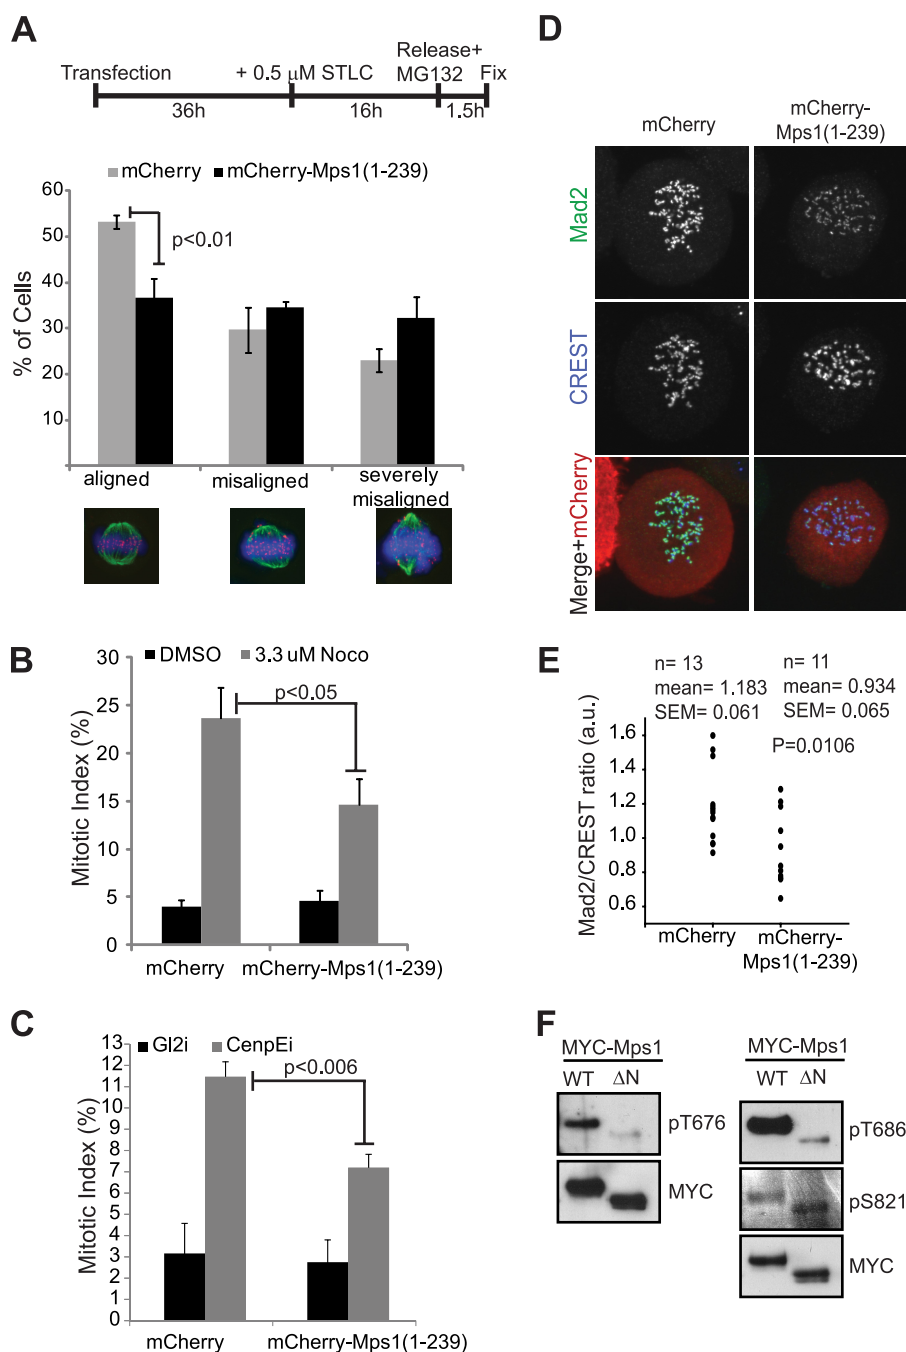 A
Transfection
+ 0.5 μM STLC
Release+
MG132
Fix
36h
16h
1.5h
mCherry
mCherry-Mps1(1-239)
% of Cells
60
50
40
30
20
10
p<0.01
aligned
misaligned
severely
misaligned
B
DMSO
3.3 uM Noco
Mitotic Index (%)
30
25
20
15
10
5
0
p<0.05
mCherry
mCherry-Mps1(1-239)
C
Gl2i
CenpEi
Mitotic Index (%)
13
12
11
10
9
8
7
6
5
4
3
2
1
0
p<0.006
mCherry
mCherry-Mps1(1-239)
D
mCherry
mCherry-
Mps1(1-239)
Mad2
CREST
Merge+mCherry
E
n= 13
mean= 1.183
SEM= 0.061
n= 11
mean= 0.934
SEM= 0.065
P=0.0106
Mad2/CREST ratio (a.u.)
1.6
1.4
1.2
1.0
0.8
0.6
mCherry
mCherry-
Mps1(1-239)
F
MYC-Mps1
WT ΔN
pT676
MYC
MYC-Mps1
WT ΔN
pT686
pS821
MYC